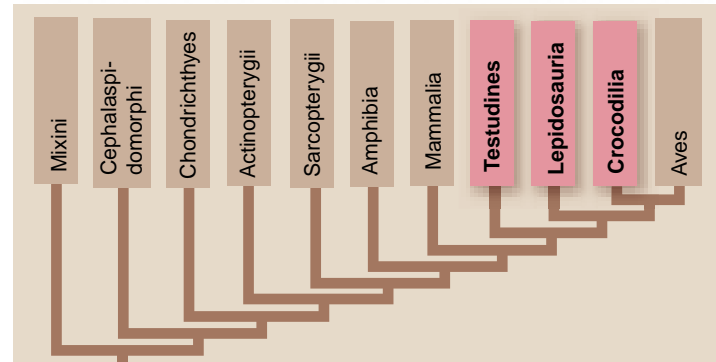 Mixini
Cephalaspi-
domorphi
Chondrichthyes
Actinopterygii
Sarcopterygii
Amphibia
Mammalia
Testudines
Lepidosauria
Crocodilia
Aves